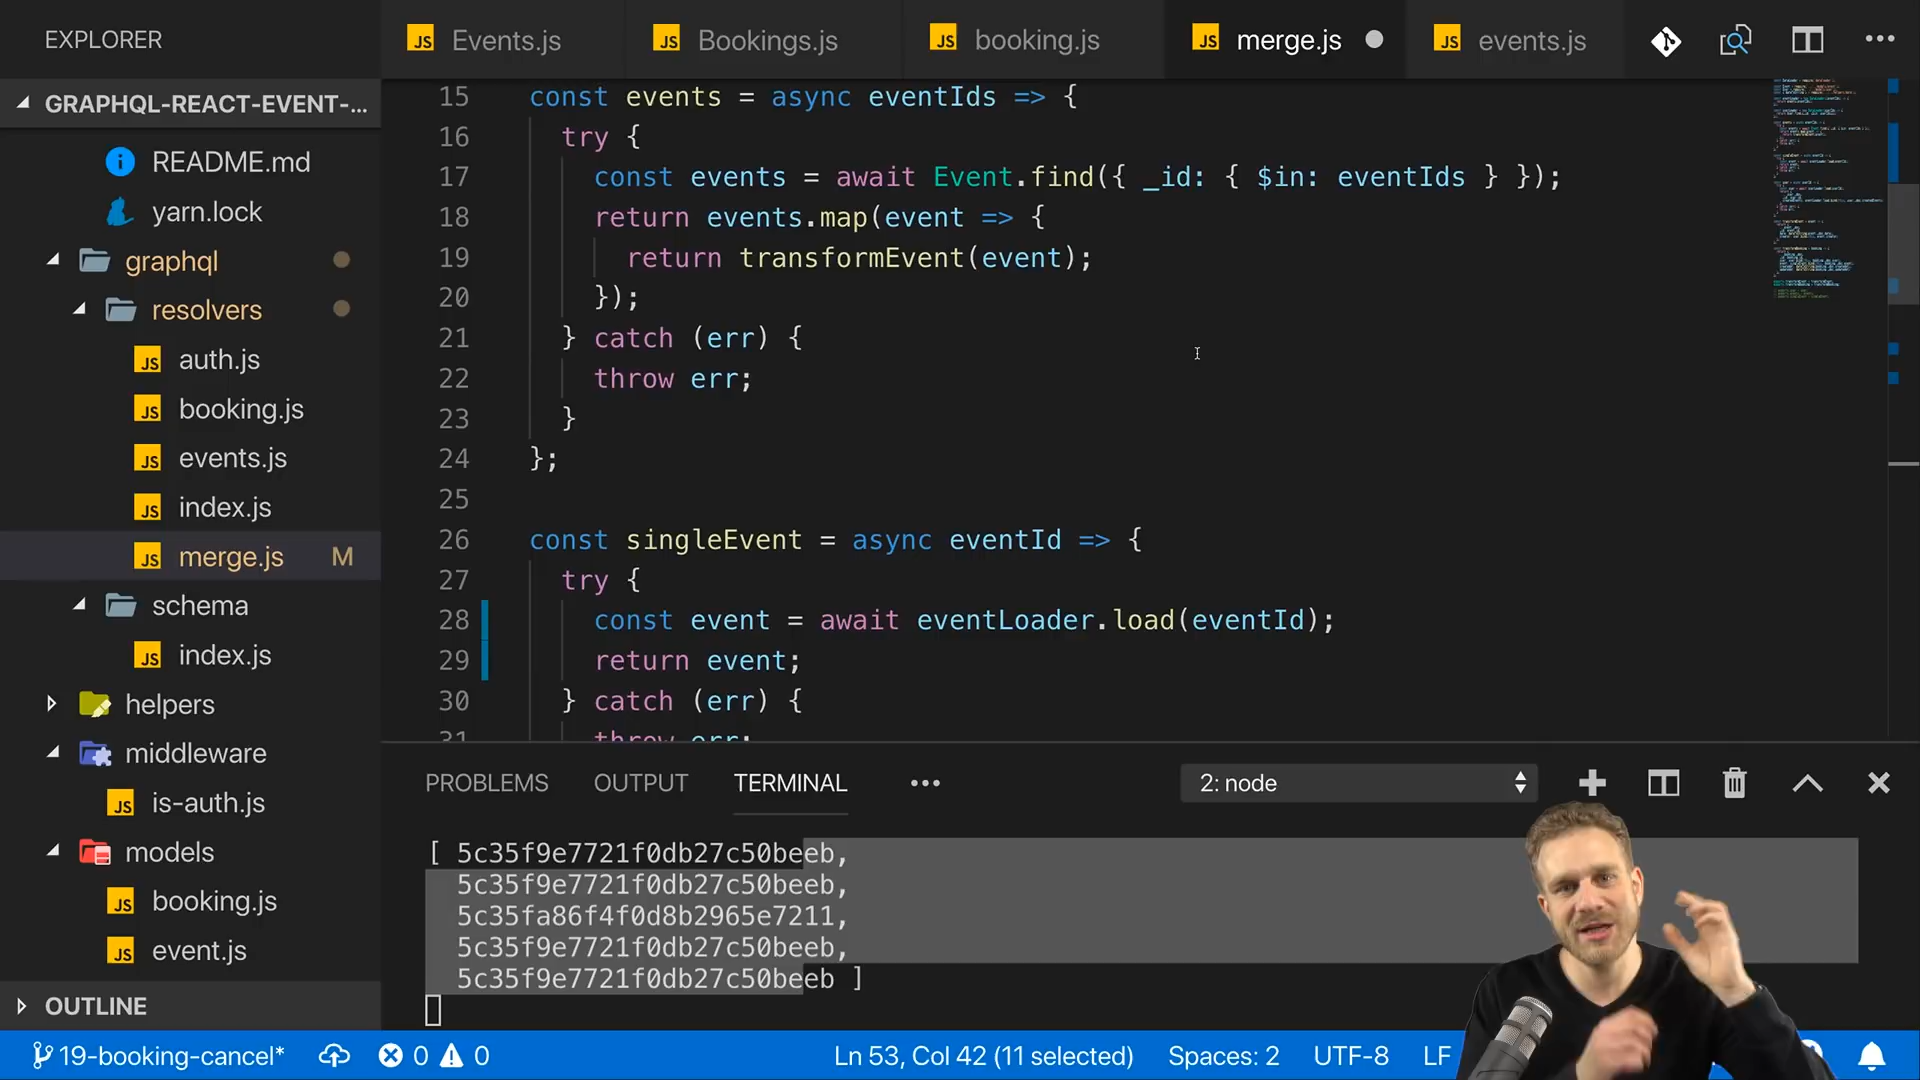 EXPLORER
Events.js
Bookings.js
booking.js
merge.js
events.js
GRAPHQL-REACT-EVENT-...
README.md
yarn.lock
graphql
resolvers
auth.js
booking.js
events.js
index.js
merge.js M
schema
index.js
helpers
middleware
is-auth.js
models
booking.js
event.js
OUTLINE
15 const events = async eventIds => {
16 try {
17 const events = await Event.find({ _id: { $in: eventIds } });
18 return events.map(event => {
19 return transformEvent(event);
20 });
21 } catch (err) {
22 throw err;
23 }
24 };
25
26 const singleEvent = async eventId => {
27 try {
28 const event = await eventLoader.load(eventId);
29 return event;
30 } catch (err) {
31 throw err;
PROBLEMS OUTPUT TERMINAL ••• 2: node
[ 5c35f9e7721f0db27c50beeb,
5c35f9e7721f0db27c50beeb,
5c35fa86f4f0d8b2965e7211,
5c35f9e7721f0db27c50beeb,
5c35f9e7721f0db27c50beeb ]
19-booking-cancel* 0 0 Ln 53, Col 42 (11 selected) Spaces: 2 UTF-8 LF